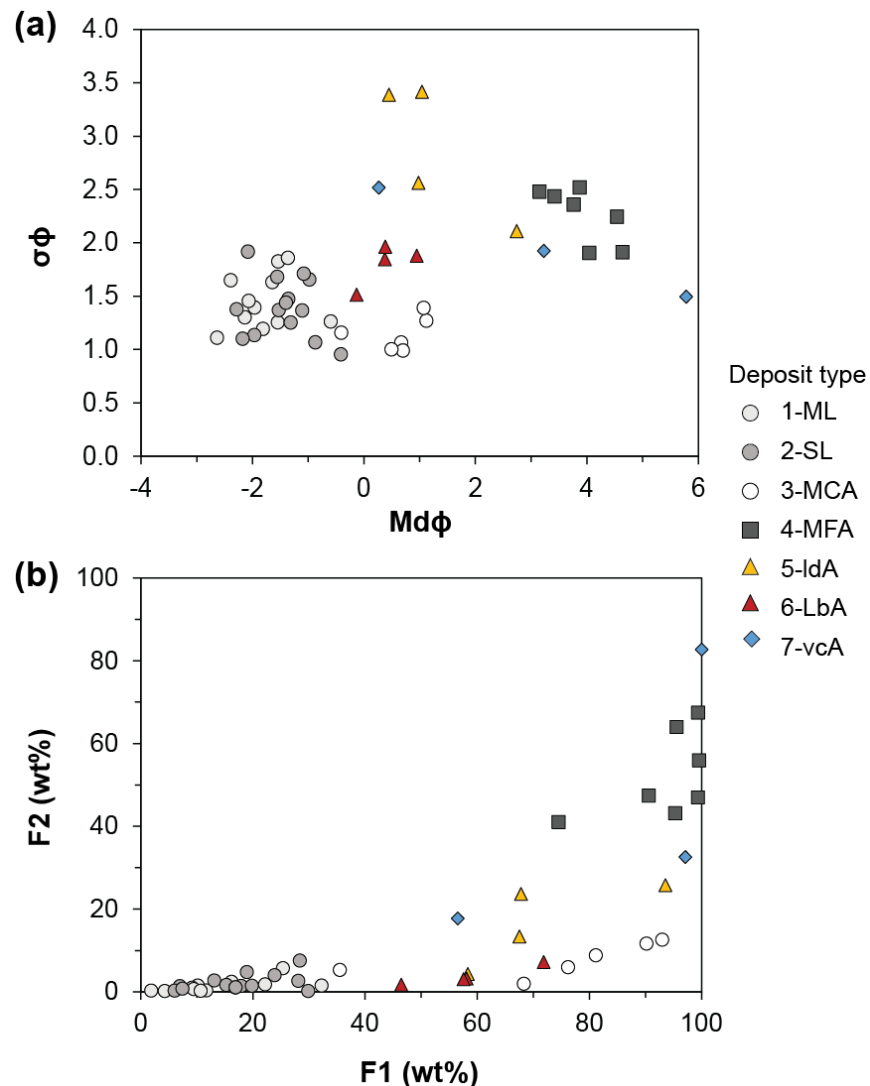 (a)
4.0
3.5
3.0
2.5
2.0
1.5
1.0
0.5
0.0
σϕ
-4 -2 0 2 4 6
Mdϕ
Deposit type
1-ML
2-SL
3-MCA
4-MFA
5-ldA
6-LbA
7-vcA
(b)
100
80
60
40
20
0
F2 (wt%)
0 20 40 60 80 100
F1 (wt%)